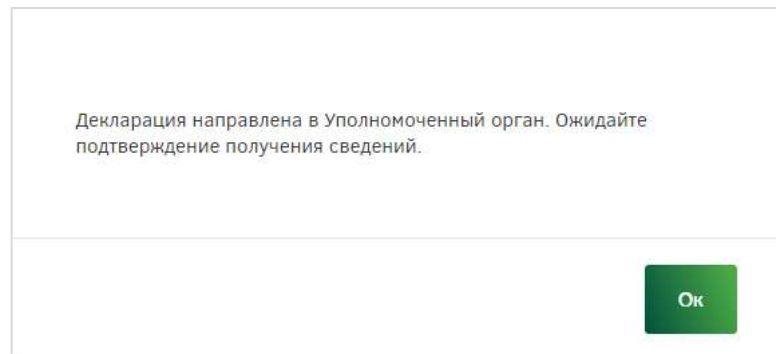 Декларация направлена в Уполномоченный орган. Ожидайте
подтверждение получения сведений.
Ок